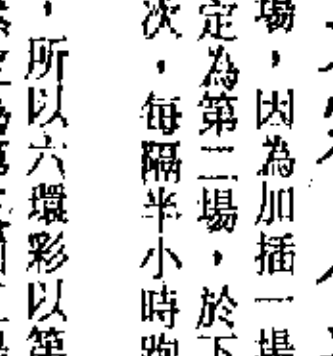 場，因為加插一場
定為第二場，於下
次，每隔半小時跑
，所以六環彩以第